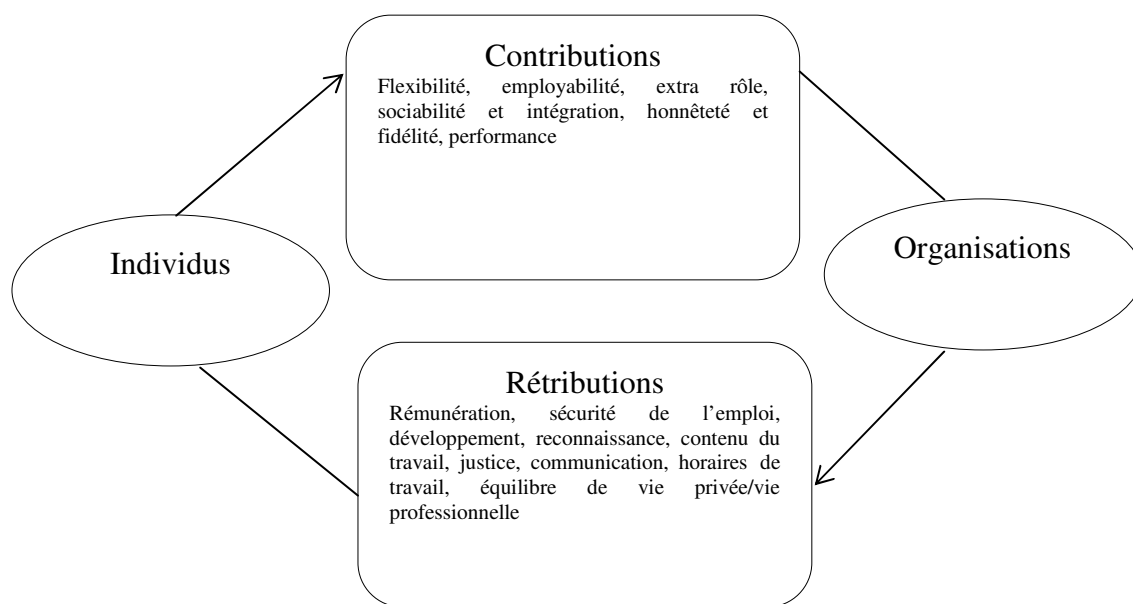 Contributions
Flexibilité, employabilité, extra rôle,
sociabilité et intégration, honnêteté et
fidélité, performance
Individus
Organisations
Rétributions
Rémunération, sécurité de l'emploi,
développement, reconnaissance, contenu du
travail, justice, communication, horaires de
travail, équilibre de vie privée/vie
professionnelle